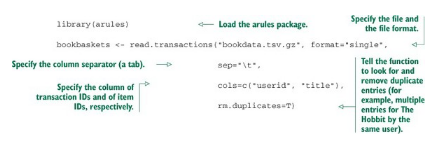 library(arules)
Load the arules package.
Specify the file and
the file format.
bookbaskets <- read.transactions("bookdata.tsv.gz", format="single",
Specify the column separator (a tab).
sep="\t",
Specify the column of
transaction IDs and of item
IDs, respectively.
cols=c("userid", "title"),
rm.duplicates=T)
Tell the function
to look for and
remove duplicate
entries (for
example, multiple
entries for The
Hobbit by the
same user).